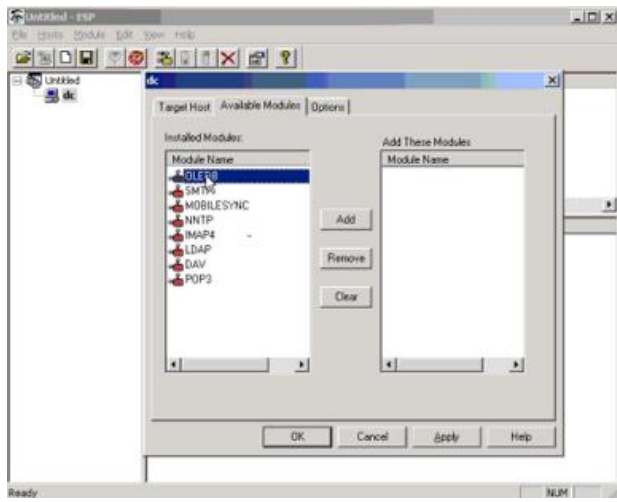 Untitled - ESP
File Hosts Module Edit View Help
Untitled
dc
dc
Target Host
Available Modules
Options
Installed Modules:
Module Name
OLEDB
SMTP
MOBILESYNC
NNTP
IMAP4
LDAP
DAV
POP3
Add
Remove
Clear
Add These Modules
Module Name
OK
Cancel
Apply
Help
Ready
NUM